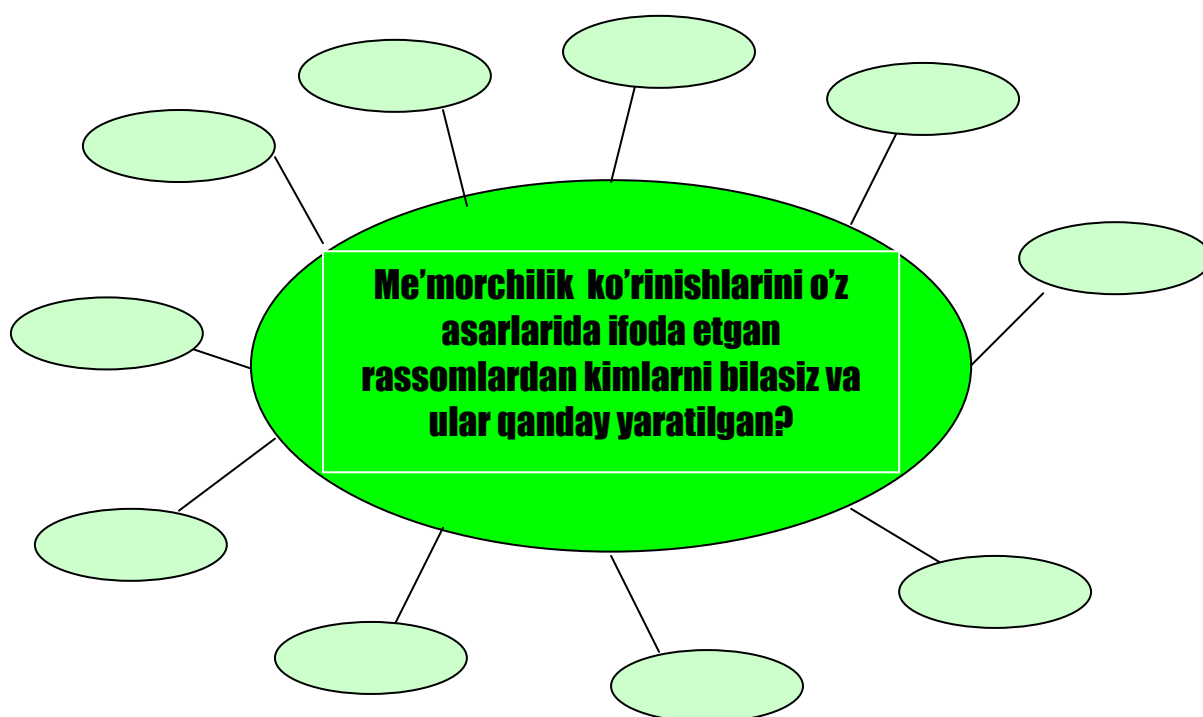 Me’morchilik ko’rinishlarini o’z
asarlarida ifoda etgan
rassomlardan kimlarni bilasiz va
ular qanday yaratilgan?